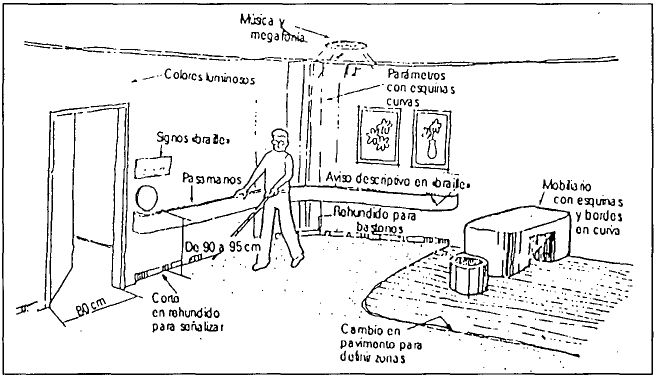 Música y
megafonía
Colores luminosos
Parámetros
con esquinas
curvas
Signos «braille»
Pasamanos
Aviso descriptivo en «braille»
Mobiliario
con esquinas
y bordes
en curva
Rehundido para
bastones
De 90 a 95 cm
80 cm
Corte
en rehundido
para señalizar
Cambio en
pavimento para
definir zonas